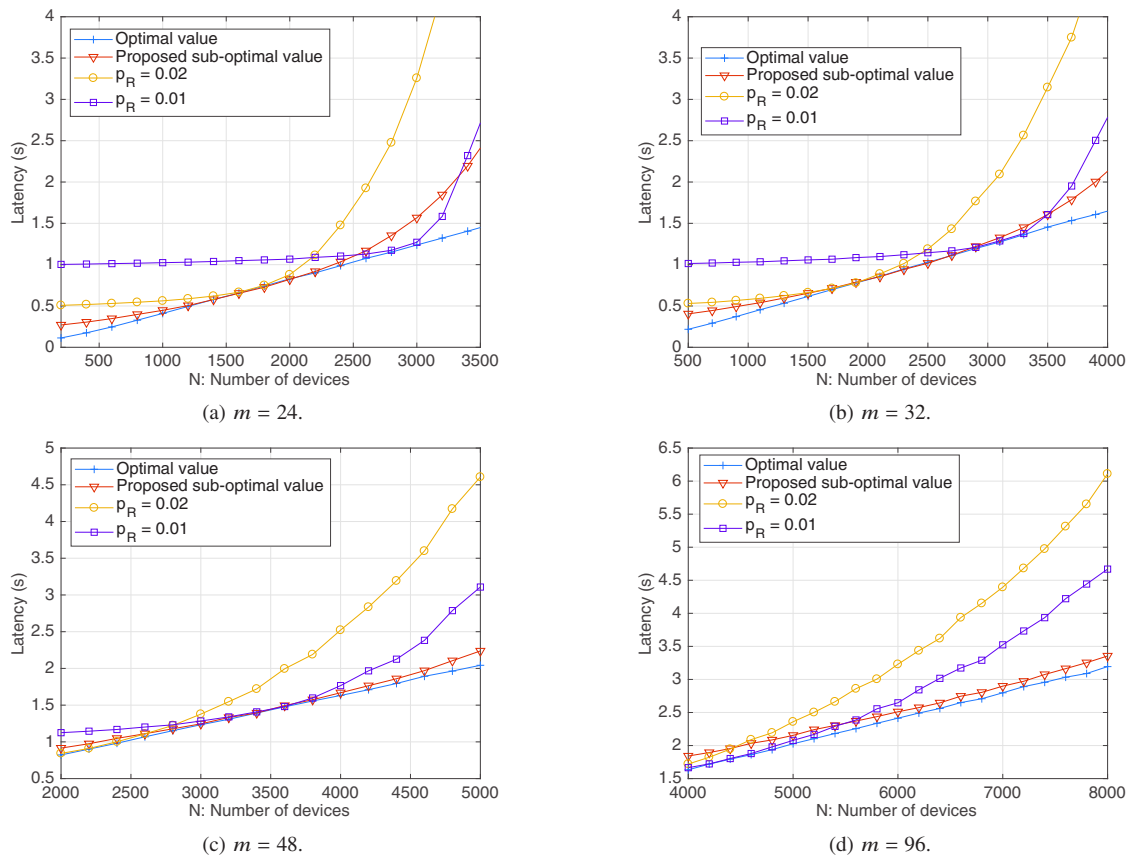 4
3.5
3
2.5
2
1.5
1
0.5
0
Latency (s)
Optimal value
Proposed sub-optimal value
p_R = 0.02
p_R = 0.01
500 1000 1500 2000 2500 3000 3500
N: Number of devices
(a) m = 24.
4
3.5
3
2.5
2
1.5
1
0.5
0
Latency (s)
Optimal value
Proposed sub-optimal value
p_R = 0.02
p_R = 0.01
500 1000 1500 2000 2500 3000 3500 4000
N: Number of devices
(b) m = 32.
5
4.5
4
3.5
3
2.5
2
1.5
1
0.5
Latency (s)
Optimal value
Proposed sub-optimal value
p_R = 0.02
p_R = 0.01
2000 2500 3000 3500 4000 4500 5000
N: Number of devices
(c) m = 48.
6.5
6
5.5
5
4.5
4
3.5
3
2.5
2
1.5
Latency (s)
Optimal value
Proposed sub-optimal value
p_R = 0.02
p_R = 0.01
4000 5000 6000 7000 8000
N: Number of devices
(d) m = 96.